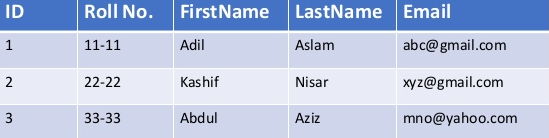 ID Roll No. FirstName LastName Email
1 11-11 Adil Aslam abc@gmail.com
2 22-22 Kashif Nisar xyz@gmail.com
3 33-33 Abdul Aziz mno@yahoo.com